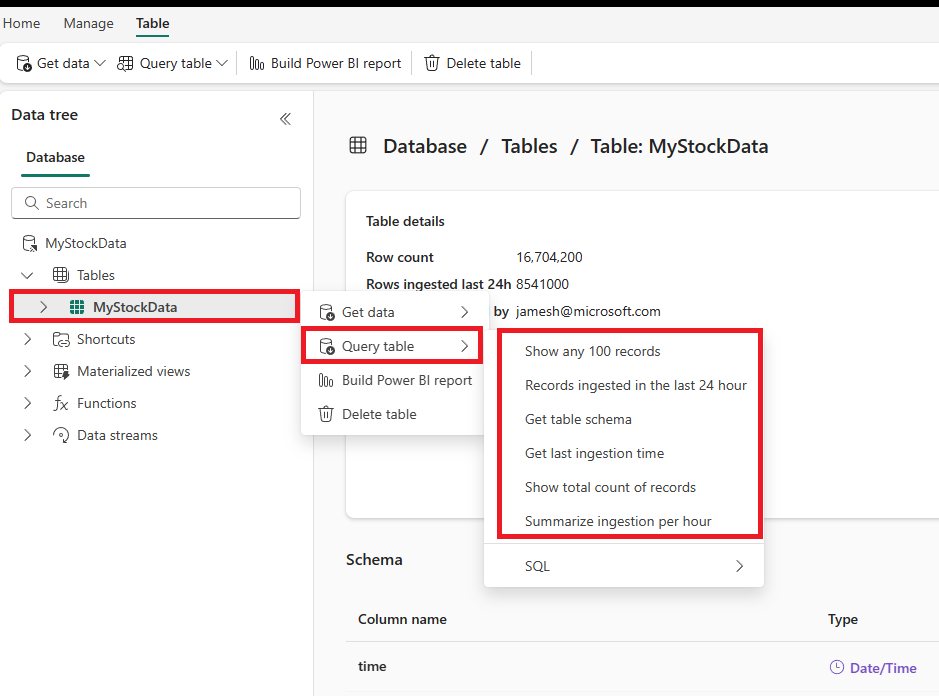 Home Manage Table
Get data Query table Build Power BI report Delete table
Data tree
Database
Search
MyStockData
Tables
MyStockData
Shortcuts
Materialized views
Functions
Data streams
Database / Tables / Table: MyStockData
Table details
Row count 16,704,200
Rows ingested last 24h 8541000
by jamesh@microsoft.com
Get data
Query table
Build Power BI report
Delete table
Show any 100 records
Records ingested in the last 24 hour
Get table schema
Get last ingestion time
Show total count of records
Summarize ingestion per hour
SQL
Schema
Column name Type
time Date/Time